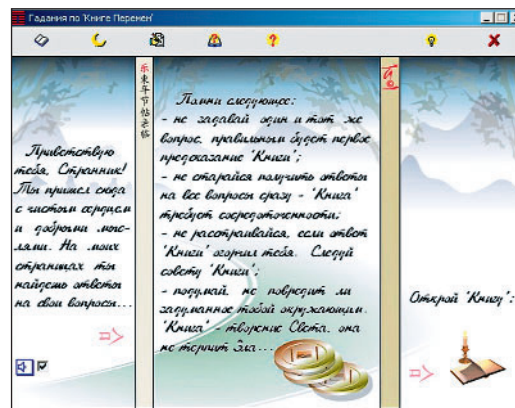 Гадания по 'Книге Перемен'
Приветствую
тебя, Странник!
Ты пришел сюда
с чистым сердцем
и добрыми мыс-
лями. На моих
страницах ты
найдешь ответы
на свои вопросы...
Помни следующее:
- не задавай один и тот же
вопрос, правильным будет первое
предсказание 'Книги';
- не старайся получить ответы
на все вопросы сразу - 'Книга'
требует сосредоточенности;
- не расстраивайся, если ответ
'Книги' огорчил тебя. Следуй
совету 'Книги';
- подумай, не повредит ли
задуманное тобой окружающим.
'Книга' - творение Света, она
не терпит Зла...
Открой 'Книгу':